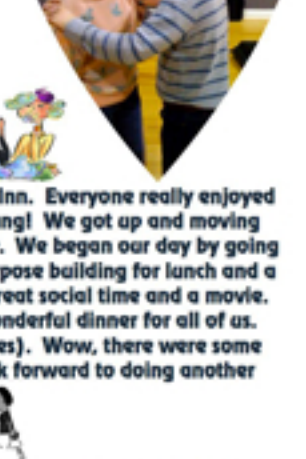 Inn. Everyone really enjoyed
ng! We got up and moving
. We began our day by going
pose building for lunch and a
reat social time and a movie.
nderful dinner for all of us.
es). Wow, there were some
k forward to doing another